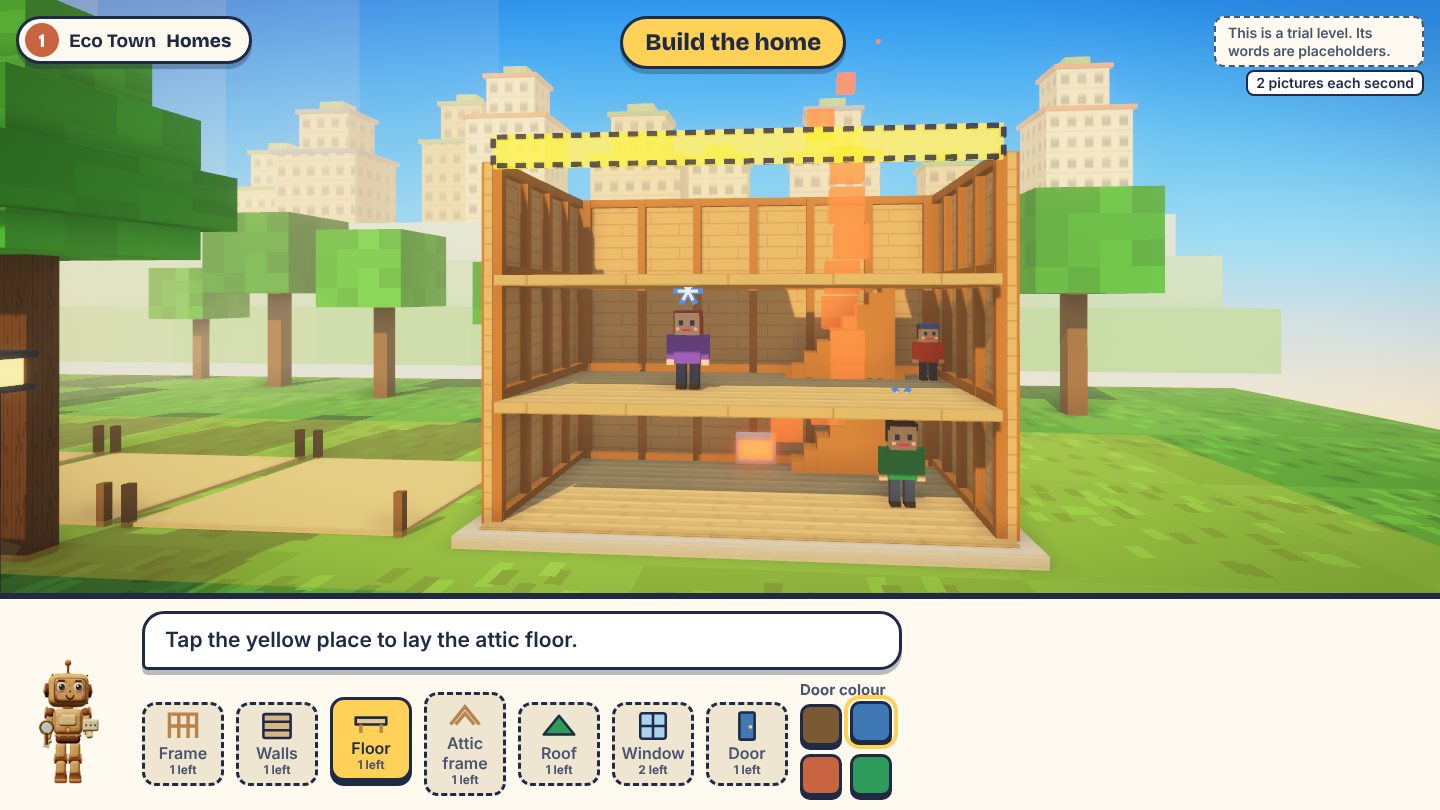 1 Eco Town Homes
Build the home
This is a trial level. Its
words are placeholders.
2 pictures each second
Tap the yellow place to lay the attic floor.
Door colour
Frame
1 left
Walls
1 left
Floor
1 left
Attic
frame
1 left
Roof
1 left
Window
2 left
Door
1 left